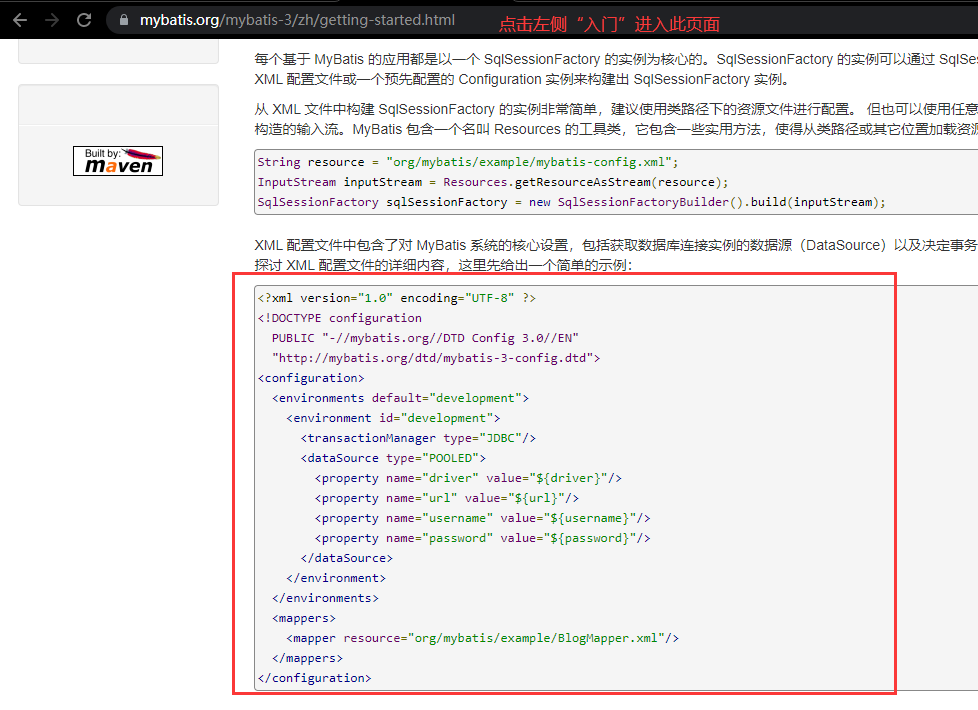 mybatis.org/mybatis-3/zh/getting-started.html
点击左侧“入门”进入此页面
每个基于 MyBatis 的应用都是以一个 SqlSessionFactory 的实例为核心的。SqlSessionFactory 的实例可以通过 SqlSe
XML 配置文件或一个预先配置的 Configuration 实例来构建出 SqlSessionFactory 实例。
从 XML 文件中构建 SqlSessionFactory 的实例非常简单，建议使用类路径下的资源文件进行配置。 但也可以使用任意
构造的输入流。MyBatis 包含一个名叫 Resources 的工具类，它包含一些实用方法，使得从类路径或其它位置加载资源
Built by:
maven
String resource = "org/mybatis/example/mybatis-config.xml";
InputStream inputStream = Resources.getResourceAsStream(resource);
SqlSessionFactory sqlSessionFactory = new SqlSessionFactoryBuilder().build(inputStream);
XML 配置文件中包含了对 MyBatis 系统的核心设置，包括获取数据库连接实例的数据源（DataSource）以及决定事务
探讨 XML 配置文件的详细内容，这里先给出一个简单的示例：
<?xml version="1.0" encoding="UTF-8" ?>
<!DOCTYPE configuration
  PUBLIC "-//mybatis.org//DTD Config 3.0//EN"
  "http://mybatis.org/dtd/mybatis-3-config.dtd">
<configuration>
  <environments default="development">
    <environment id="development">
      <transactionManager type="JDBC"/>
      <dataSource type="POOLED">
        <property name="driver" value="${driver}"/>
        <property name="url" value="${url}"/>
        <property name="username" value="${username}"/>
        <property name="password" value="${password}"/>
      </dataSource>
    </environment>
  </environments>
  <mappers>
    <mapper resource="org/mybatis/example/BlogMapper.xml"/>
  </mappers>
</configuration>